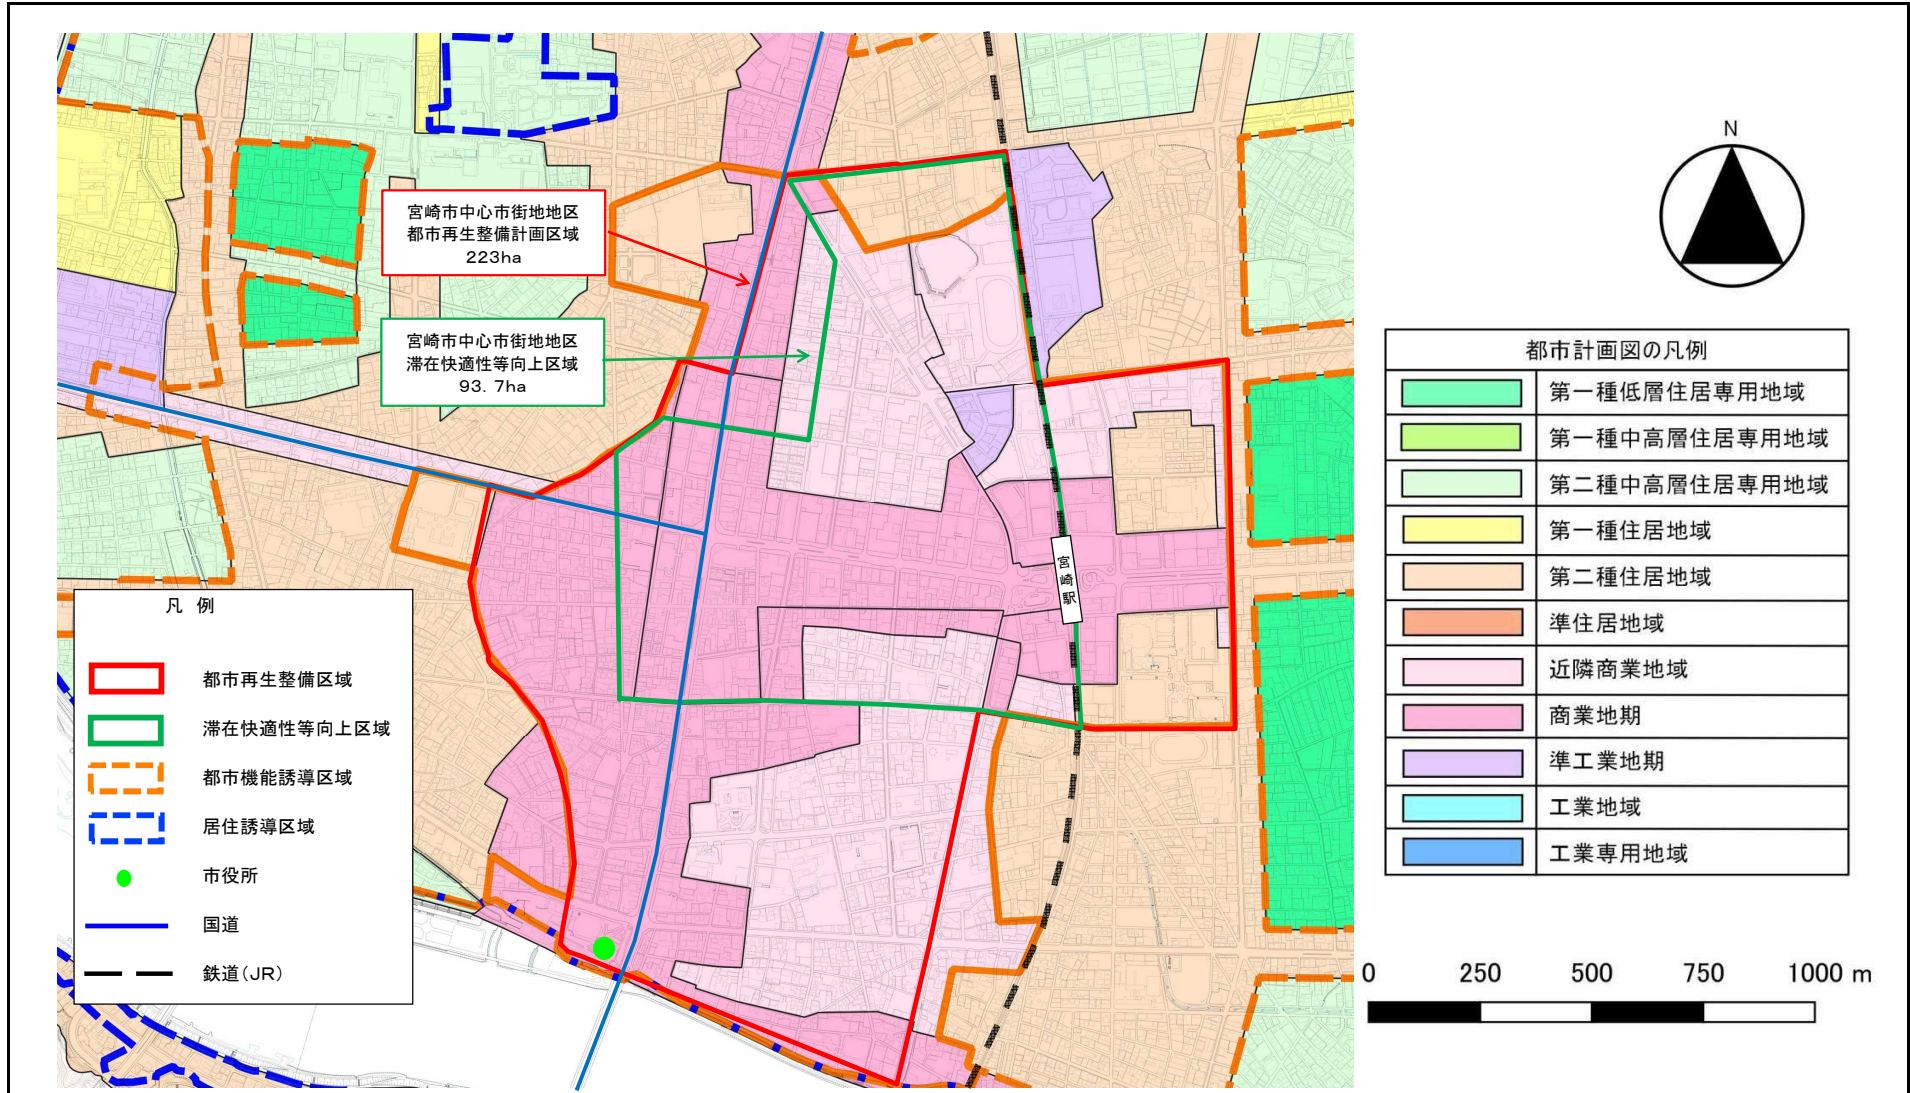 宮崎市中心市街地地区
都市再生整備計画区域
223ha
宮崎市中心市街地地区
滞在快適性等向上区域
93.7ha
宮崎駅
凡 例
都市再生整備区域
滞在快適性等向上区域
都市機能誘導区域
居住誘導区域
市役所
国道
鉄道(JR)
N
都市計画図の凡例
第一種低層住居専用地域
第一種中高層住居専用地域
第二種中高層住居専用地域
第一種住居地域
第二種住居地域
準住居地域
近隣商業地域
商業地期
準工業地期
工業地域
工業専用地域
0 250 500 750 1000 m